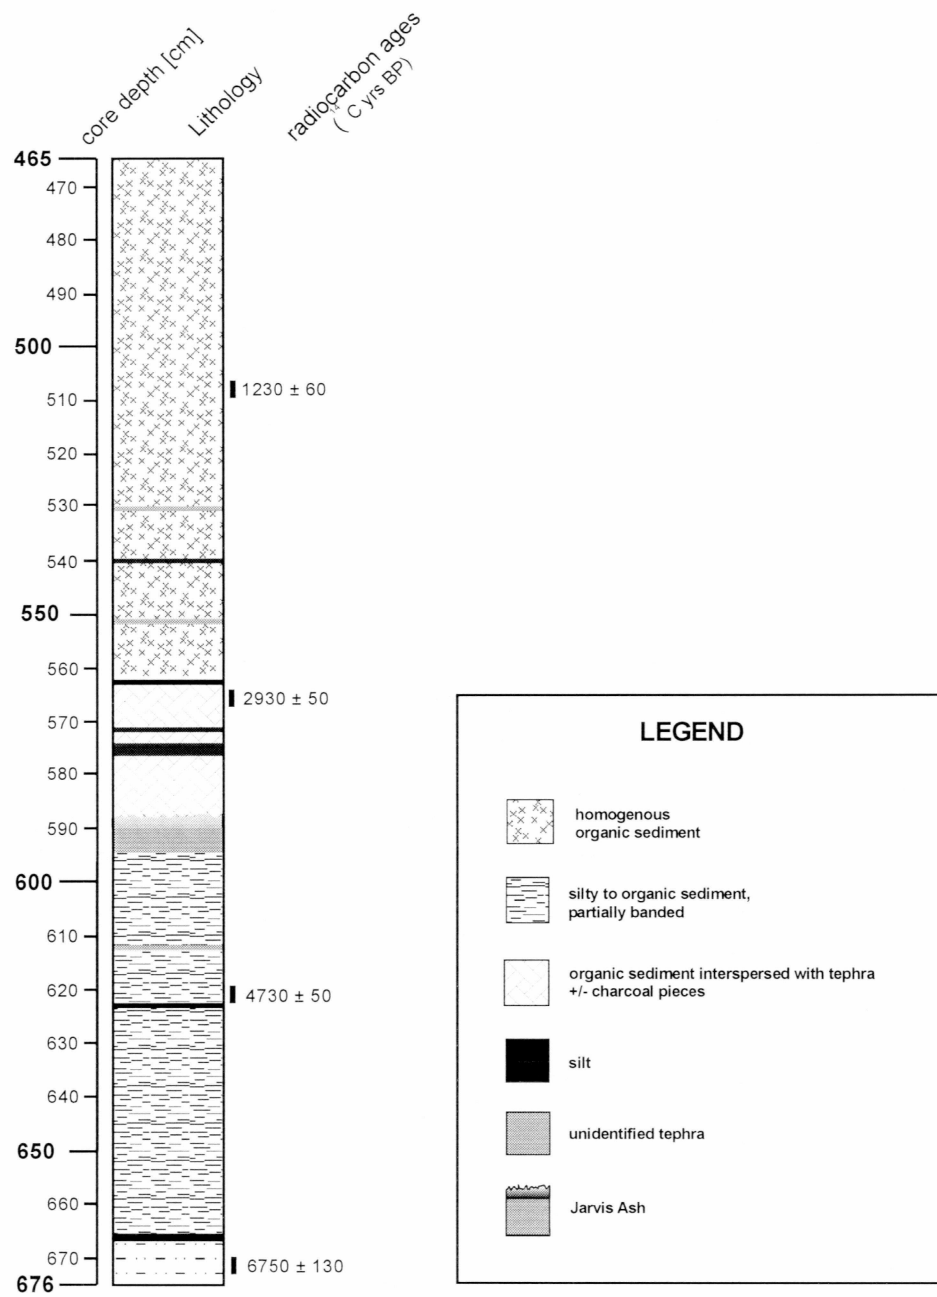 core depth [cm]
Lithology
radiocarbon ages
( 14 C yrs BP)
465
470
480
490
500
510
520
530
540
550
560
570
580
590
600
610
620
630
640
650
660
670
676
1230 ± 60
2930 ± 50
4730 ± 50
6750 ± 130
LEGEND
homogenous
organic sediment
silty to organic sediment,
partially banded
organic sediment interspersed with tephra
+/- charcoal pieces
silt
unidentified tephra
Jarvis Ash